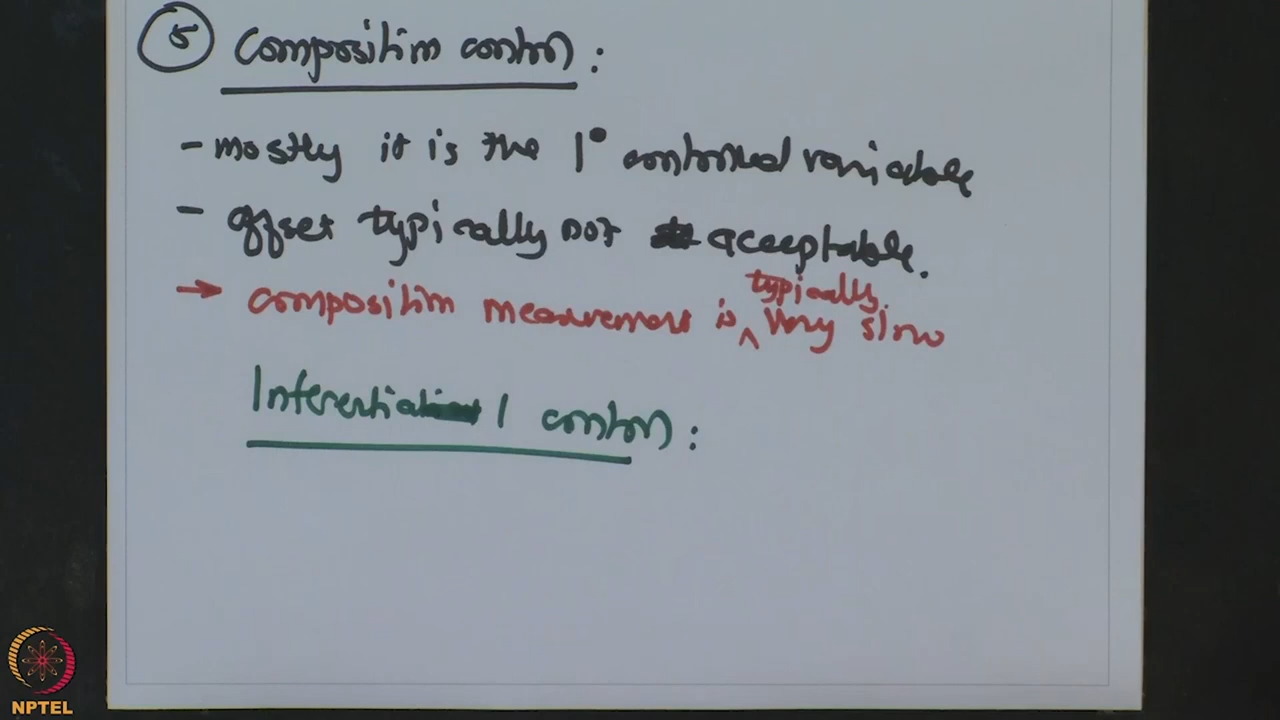 5 Composition control:
- mostly it is the 1° controlled variable
- offset typically not acceptable.
→ composition measurement is typically very slow
Inferential control:
NPTEL